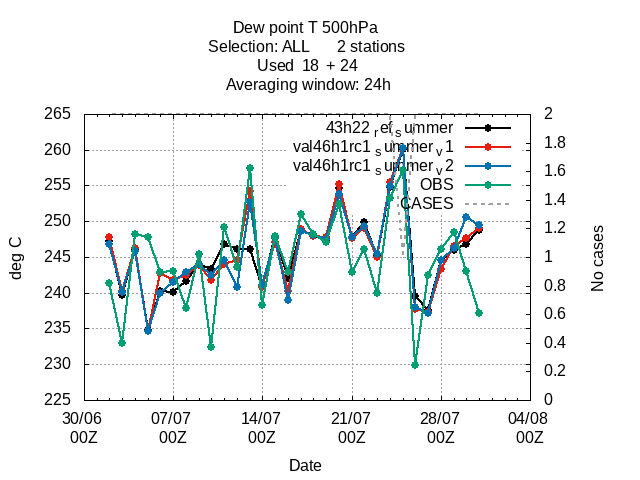 Dew point T 500hPa
Selection: ALL 2 stations
Used 18 + 24
Averaging window: 24h
265
260
255
250
245
240
235
230
225
deg C
2
1.8
1.6
1.4
1.2
1
0.8
0.6
0.4
0.2
0
No cases
43h22 ref summer
val46h1rc1 summer v1
val46h1rc1 summer v2
OBS
CASES
30/06 07/07 14/07 21/07 28/07 04/08
00Z 00Z 00Z 00Z 00Z 00Z
Date